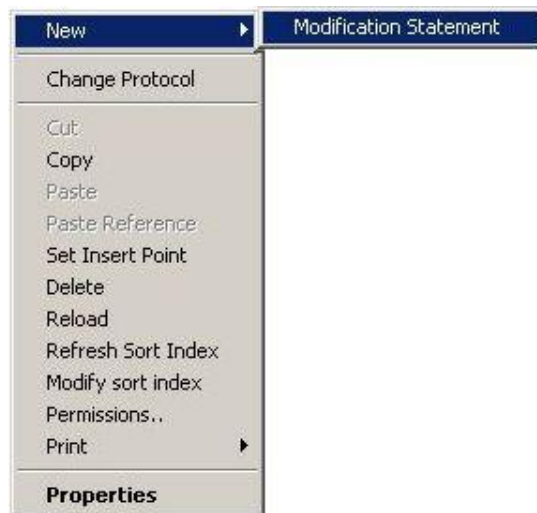 New
Modification Statement
Change Protocol
Cut
Copy
Paste
Paste Reference
Set Insert Point
Delete
Reload
Refresh Sort Index
Modify sort index
Permissions..
Print
Properties